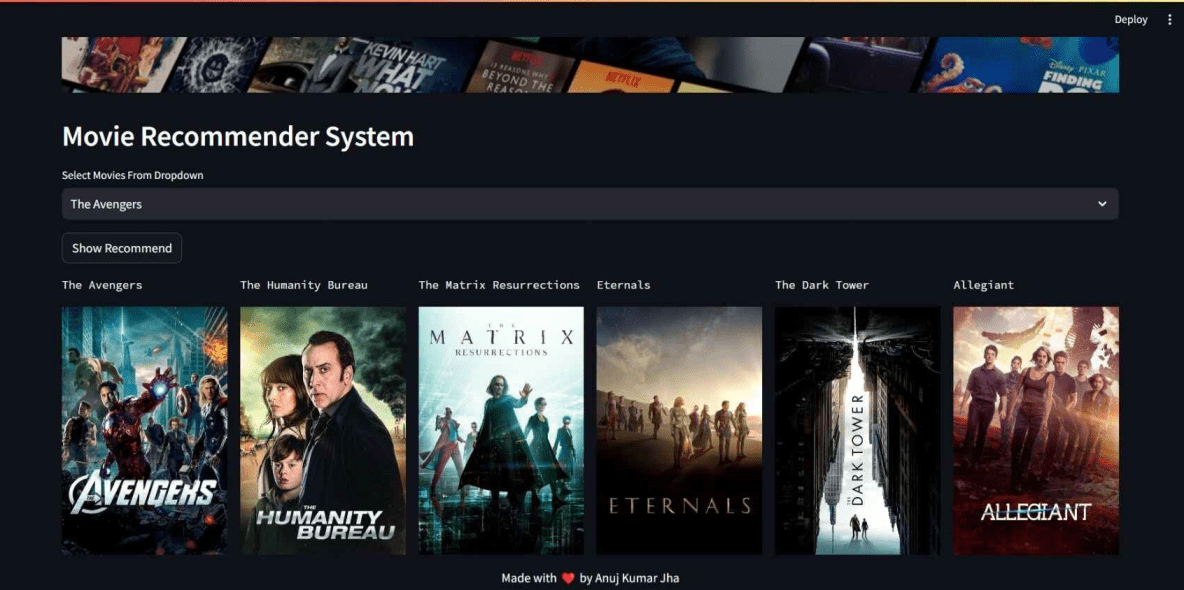 Deploy
KEVIN HART
WHAT
NOW
NETFLIX
13 REASONS WHY
BEYOND THE
REASONS
NETFLIX
Disney PIXAR
FINDING
Movie Recommender System
Select Movies From Dropdown
The Avengers
Show Recommend
The Avengers
The Humanity Bureau
The Matrix Resurrections
Eternals
The Dark Tower
Allegiant
AVENGERS
THE
HUMANITY
BUREAU
THE
MATRIX
RESURRECTIONS
ETERNALS
THE
DARK TOWER
ALLEGIANT
Made with ❤️ by Anuj Kumar Jha